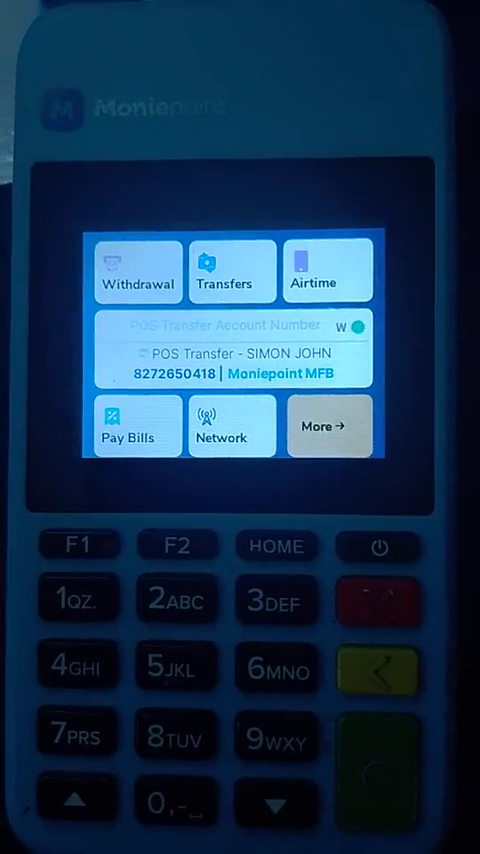 Moniepoint
Withdrawal
Transfers
Airtime
POS Transfer Account Number W
POS Transfer - SIMON JOHN
8272650418 | Moniepoint MFB
Pay Bills
Network
More →
F1 F2 HOME
1QZ. 2ABC 3DEF
4GHI 5JKL 6MNO
7PRS 8TUV 9WXY
0,-⎵